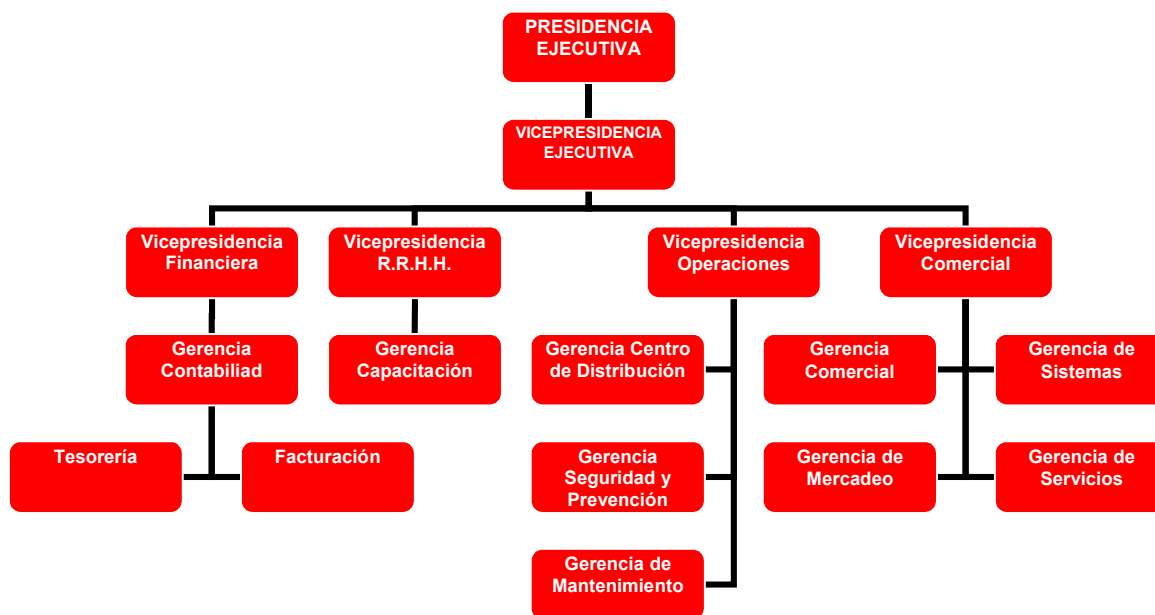 PRESIDENCIA
EJECUTIVA
VICEPRESIDENCIA
EJECUTIVA
Vicepresidencia
Financiera
Vicepresidencia
R.R.H.H.
Vicepresidencia
Operaciones
Vicepresidencia
Comercial
Gerencia
Contabiliad
Gerencia
Capacitación
Gerencia Centro
de Distribución
Gerencia
Comercial
Gerencia de
Sistemas
Tesorería
Facturación
Gerencia
Seguridad y
Prevención
Gerencia de
Mercadeo
Gerencia de
Servicios
Gerencia de
Mantenimiento